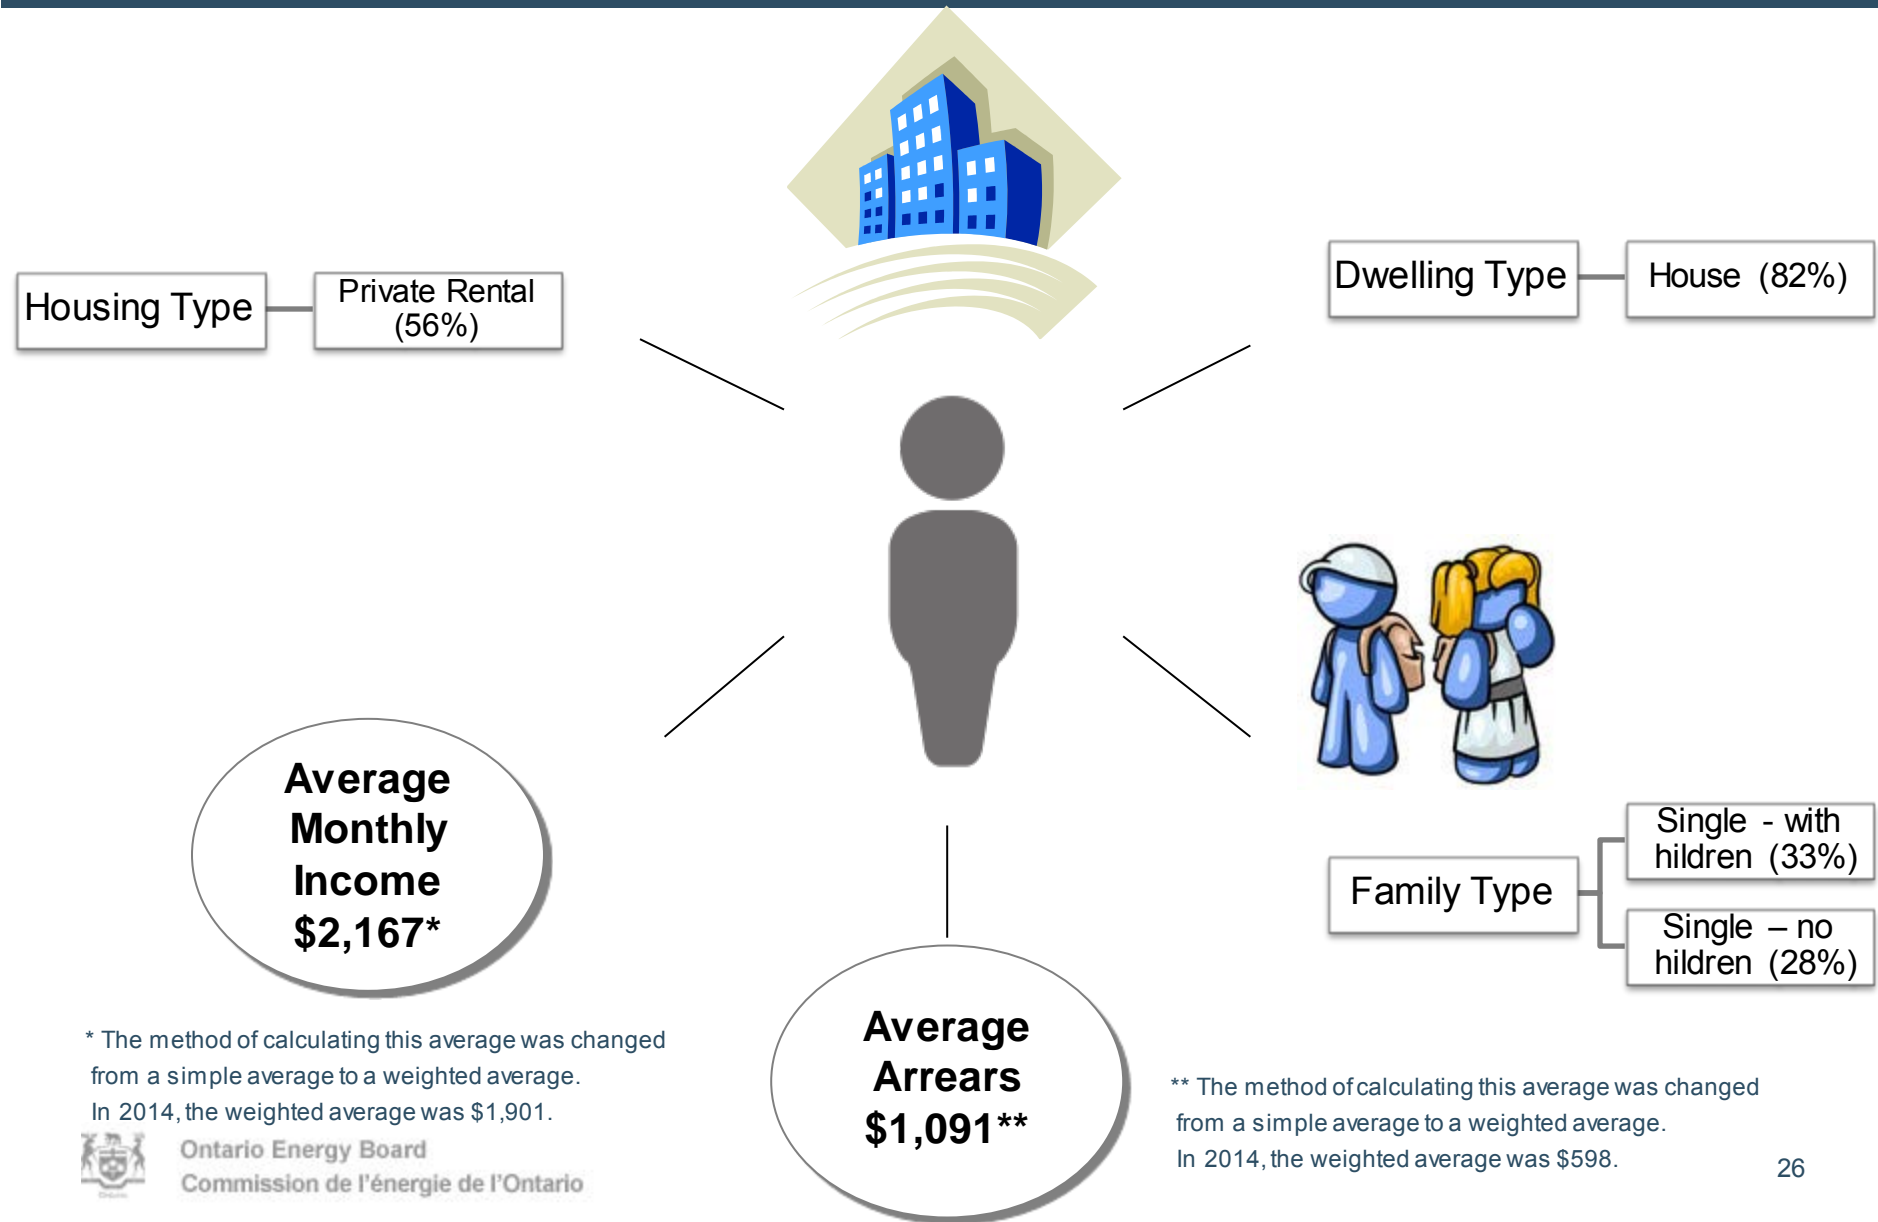 Housing Type
Private Rental
(56%)
Dwelling Type
House (82%)
Average
Monthly
Income
$2,167*
Family Type
Single - with
hildren (33%)
Single – no
hildren (28%)
Average
Arrears
$1,091**
* The method of calculating this average was changed
from a simple average to a weighted average.
In 2014, the weighted average was $1,901.
** The method of calculating this average was changed
from a simple average to a weighted average.
In 2014, the weighted average was $598.
Ontario Energy Board
Commission de l'énergie de l'Ontario
26